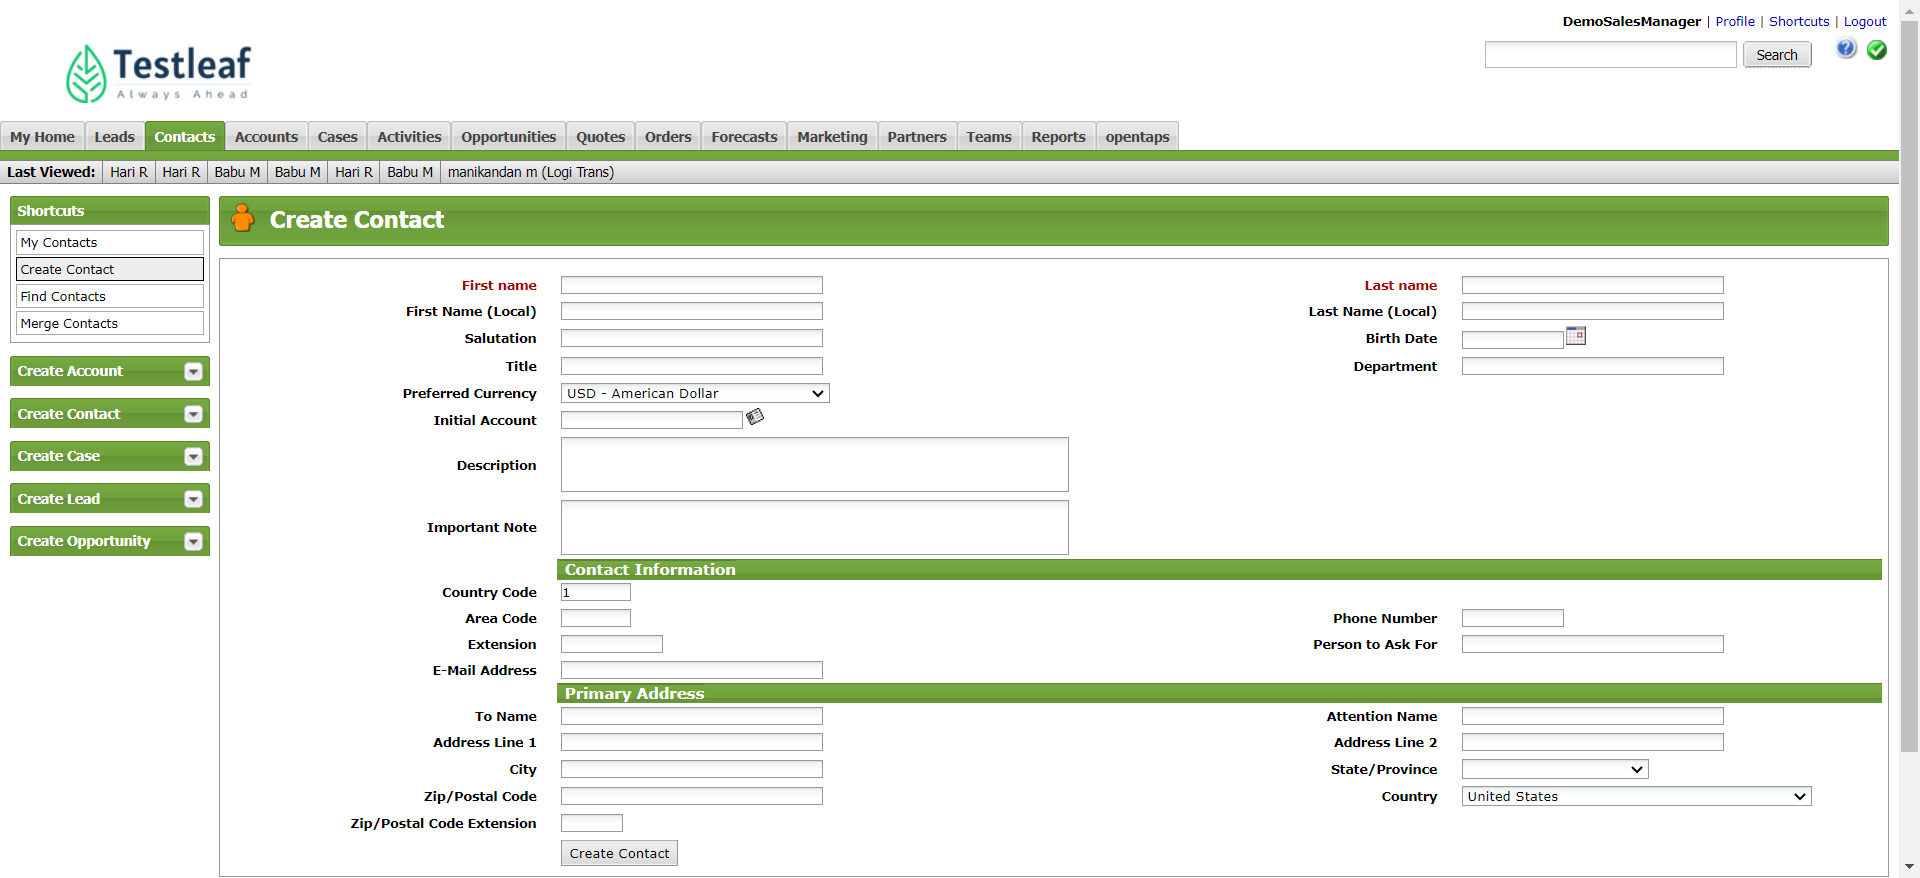 DemoSalesManager | Profile | Shortcuts | Logout
Testleaf
Always Ahead
Search
My Home Leads Contacts Accounts Cases Activities Opportunities Quotes Orders Forecasts Marketing Partners Teams Reports opentaps
Last Viewed: Hari R Hari R Babu M Babu M Hari R Babu M manikandan m (Logi Trans)
Shortcuts
My Contacts
Create Contact
Find Contacts
Merge Contacts
Create Account
Create Contact
Create Case
Create Lead
Create Opportunity
Create Contact
First name Last name
First Name (Local) Last Name (Local)
Salutation Birth Date
Title Department
Preferred Currency USD - American Dollar
Initial Account
Description
Important Note
Contact Information
Country Code 1
Area Code Phone Number
Extension Person to Ask For
E-Mail Address
Primary Address
To Name Attention Name
Address Line 1 Address Line 2
City State/Province
Zip/Postal Code Country United States
Zip/Postal Code Extension
Create Contact